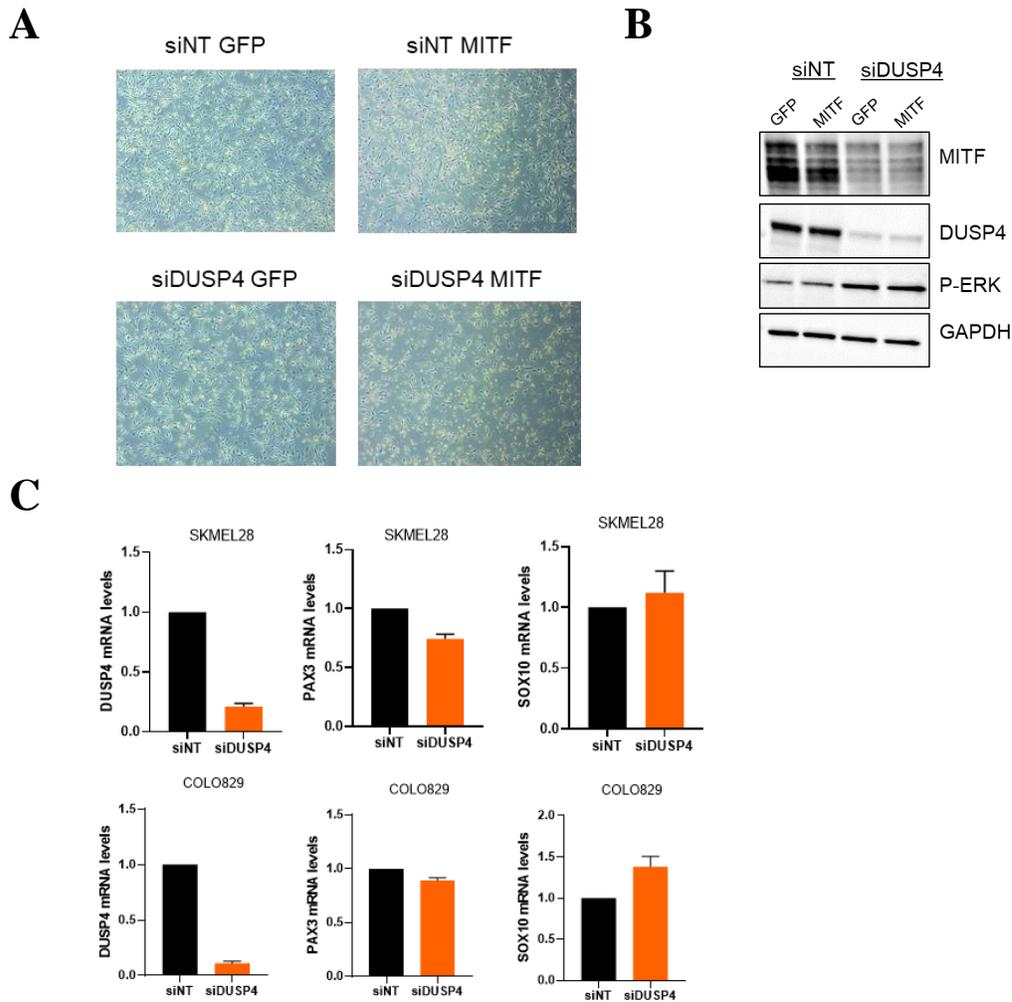 A
siNT GFP
siNT MITF
siDUSP4 GFP
siDUSP4 MITF
B
siNT siDUSP4
GFP MITF GFP MITF
MITF
DUSP4
P-ERK
GAPDH
C
SKMEL28
DUSP4 mRNA levels
1.5
1.0
0.5
0.0
siNT siDUSP4
SKMEL28
PAX3 mRNA levels
1.5
1.0
0.5
0.0
siNT siDUSP4
SKMEL28
SOX10 mRNA levels
1.5
1.0
0.5
0.0
siNT siDUSP4
COLO829
DUSP4 mRNA levels
1.5
1.0
0.5
0.0
siNT siDUSP4
COLO829
PAX3 mRNA levels
1.5
1.0
0.5
0.0
siNT siDUSP4
COLO829
SOX10 mRNA levels
2.0
1.5
1.0
0.5
0.0
siNT siDUSP4